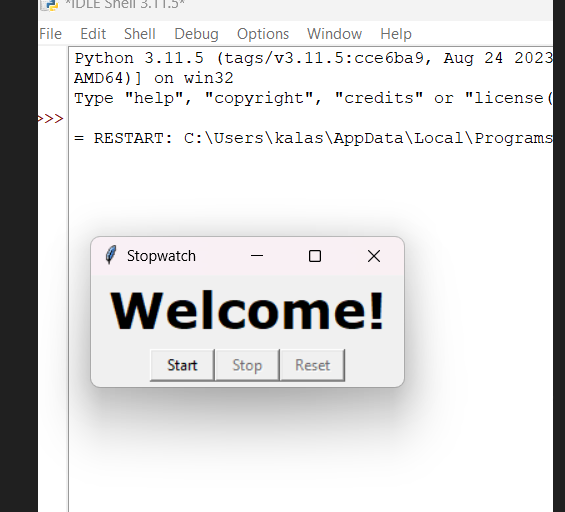 *IDLE Shell 3.11.5*
File Edit Shell Debug Options Window Help
Python 3.11.5 (tags/v3.11.5:cce6ba9, Aug 24 2023
AMD64)] on win32
Type "help", "copyright", "credits" or "license(
>>>
= RESTART: C:\Users\kalas\AppData\Local\Programs
Stopwatch
Welcome!
Start Stop Reset